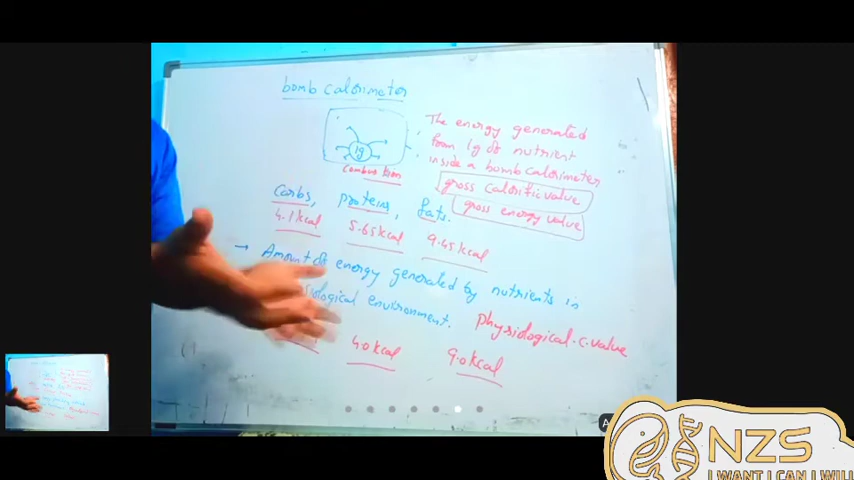 bomb calorimeter
The energy generated
from 1g of nutrient
inside a bomb calorimeter
1g
combustion
gross calorific value
gross energy value
Carbs, proteins, fats.
4.1kcal 5.65kcal 9.45kcal
→ Amount of energy generated by nutrients in
environment.
physiological.c.value
4.0kcal 9.0kcal
NZS
I WANT I CAN I WILL